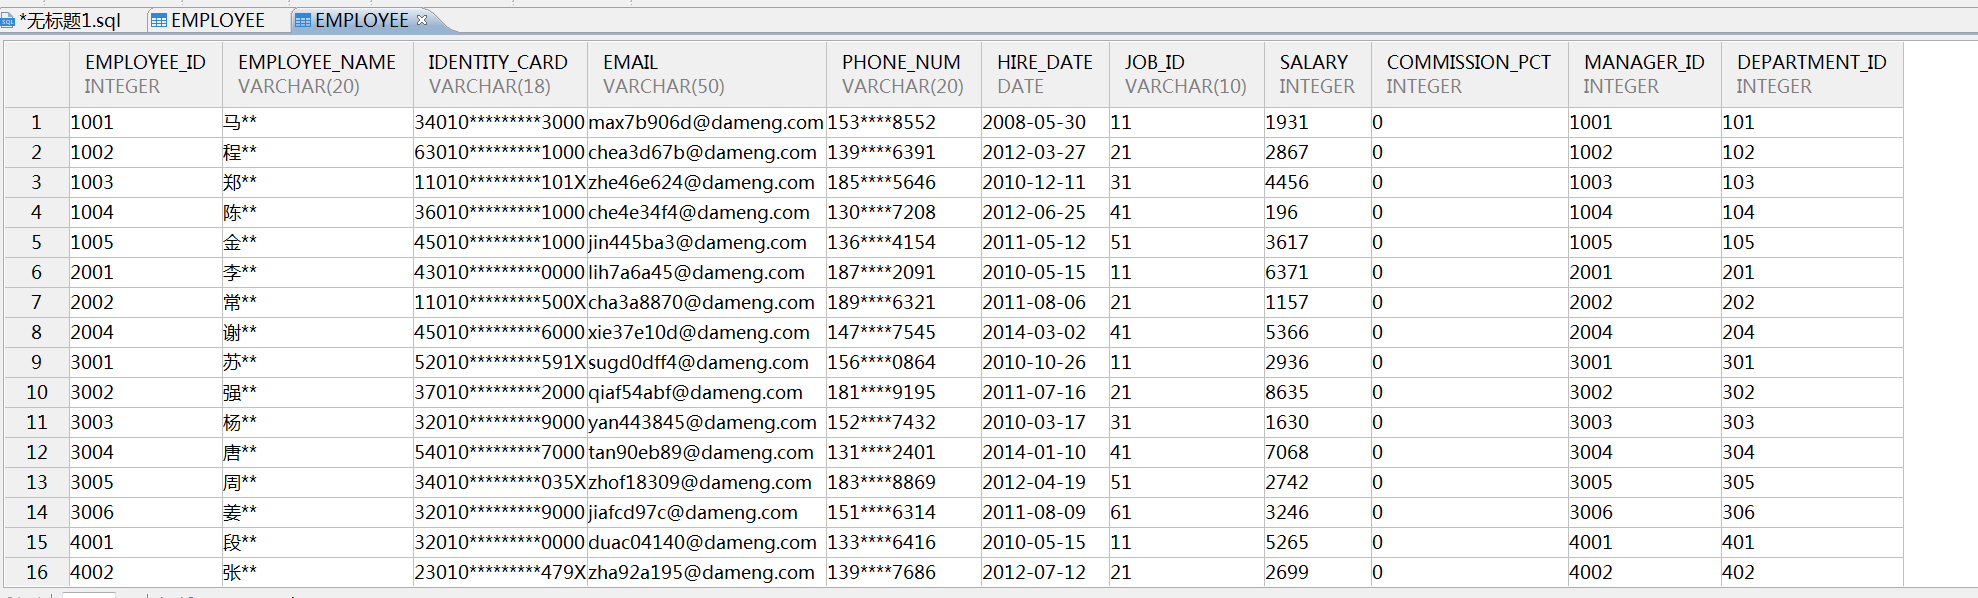 *无标题1.sql EMPLOYEE EMPLOYEE
EMPLOYEE_ID EMPLOYEE_NAME IDENTITY_CARD EMAIL PHONE_NUM HIRE_DATE JOB_ID SALARY COMMISSION_PCT MANAGER_ID DEPARTMENT_ID
INTEGER VARCHAR(20) VARCHAR(18) VARCHAR(50) VARCHAR(20) DATE VARCHAR(10) INTEGER INTEGER INTEGER INTEGER
1 1001 马** 34010*********3000 max7b906d@dameng.com 153****8552 2008-05-30 11 1931 0 1001 101
2 1002 程** 63010*********1000 chea3d67b@dameng.com 139****6391 2012-03-27 21 2867 0 1002 102
3 1003 郑** 11010*********101X zhe46e624@dameng.com 185****5646 2010-12-11 31 4456 0 1003 103
4 1004 陈** 36010*********1000 che4e34f4@dameng.com 130****7208 2012-06-25 41 196 0 1004 104
5 1005 金** 45010*********1000 jin445ba3@dameng.com 136****4154 2011-05-12 51 3617 0 1005 105
6 2001 李** 43010*********0000 lih7a6a45@dameng.com 187****2091 2010-05-15 11 6371 0 2001 201
7 2002 常** 11010*********500X cha3a8870@dameng.com 189****6321 2011-08-06 21 1157 0 2002 202
8 2004 谢** 45010*********6000 xie37e10d@dameng.com 147****7545 2014-03-02 41 5366 0 2004 204
9 3001 苏** 52010*********591X sugd0dff4@dameng.com 156****0864 2010-10-26 11 2936 0 3001 301
10 3002 强** 37010*********2000 qiaf54abf@dameng.com 181****9195 2011-07-16 21 8635 0 3002 302
11 3003 杨** 32010*********9000 yan443845@dameng.com 152****7432 2010-03-17 31 1630 0 3003 303
12 3004 唐** 54010*********7000 tan90eb89@dameng.com 131****2401 2014-01-10 41 7068 0 3004 304
13 3005 周** 34010*********035X zhof18309@dameng.com 183****8869 2012-04-19 51 2742 0 3005 305
14 3006 姜** 32010*********9000 jiafcd97c@dameng.com 151****6314 2011-08-09 61 3246 0 3006 306
15 4001 段** 32010*********0000 duac04140@dameng.com 133****6416 2010-05-15 11 5265 0 4001 401
16 4002 张** 23010*********479X zha92a195@dameng.com 139****7686 2012-07-12 21 2699 0 4002 402